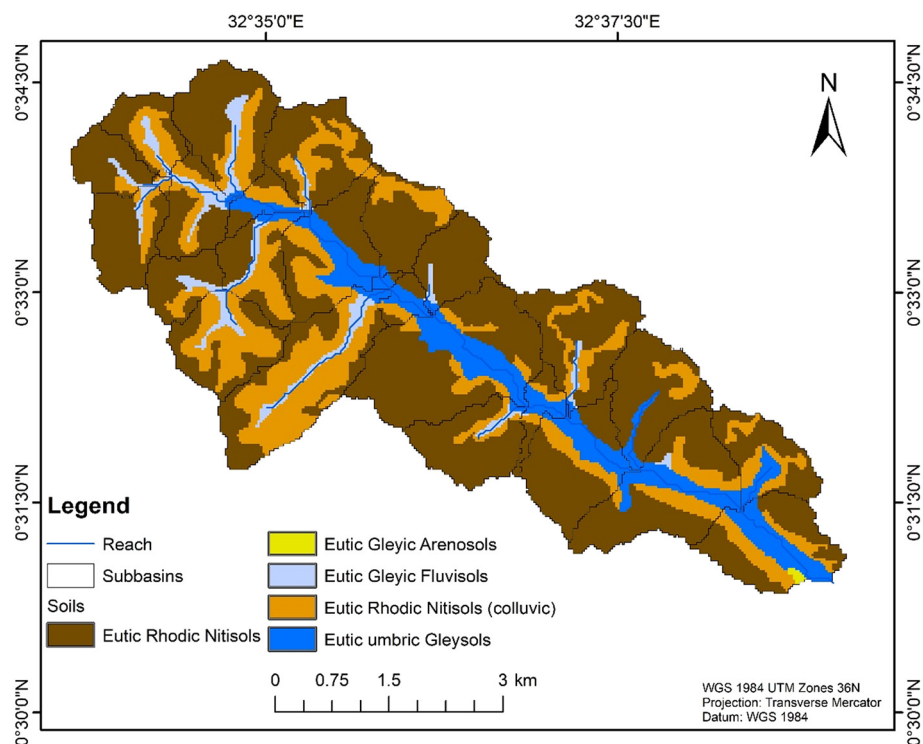 32°35'0"E 32°37'30"E
N
0°34'30"N 0°34'30"N
0°33'0"N 0°33'0"N
0°31'30"N 0°31'30"N
0°30'0"N 0°30'0"N
Legend
Reach
Subbasins
Soils
Eutic Rhodic Nitisols
Eutic Gleyic Arenosols
Eutic Gleyic Fluvisols
Eutic Rhodic Nitisols (colluvic)
Eutic umbric Gleysols
0 0.75 1.5 3 km
WGS 1984 UTM Zones 36N
Projection: Transverse Mercator
Datum: WGS 1984